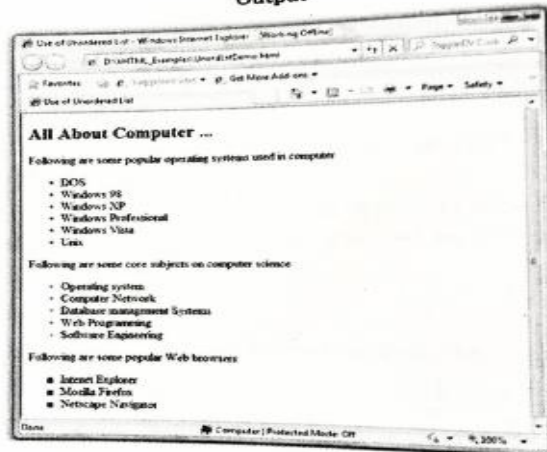 Output
Use of Unordered List - Windows Internet Explorer - [Working Offline]
Favorites Get More Add-ons
Use of Unordered List
Page Safety
All About Computer ...
Following are some popular operating systems used in computer
DOS
Windows 98
Windows XP
Windows Professional
Windows Vista
Unix
Following are some core subjects on computer science
Operating system
Computer Network
Database management Systems
Web Programming
Software Engineering
Following are some popular Web browsers
Internet Explorer
Mozilla Firefox
Netscape Navigator
Done Computer | Protected Mode: Off 100%